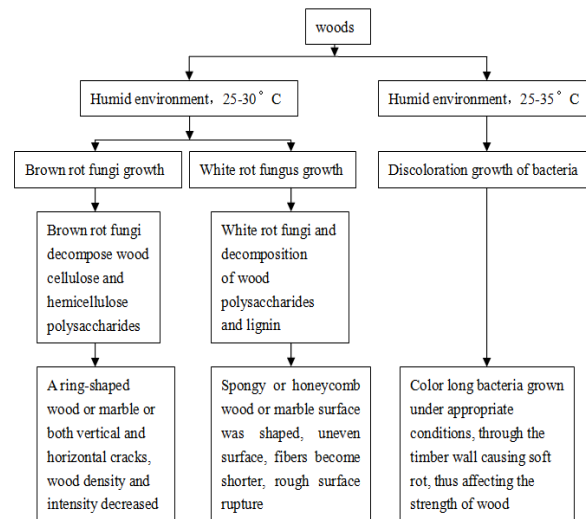 woods
Humid environment，25-30°C
Humid environment，25-35°C
Brown rot fungi growth
White rot fungus growth
Discoloration growth of bacteria
Brown rot fungi
decompose wood
cellulose and
hemicellulose
polysaccharides
White rot fungi and
decomposition
of wood
polysaccharides
and lignin
A ring-shaped
wood or marble or
both vertical and
horizontal cracks,
wood density and
intensity decreased
Spongy or honeycomb
wood or marble surface
was shaped, uneven
surface, fibers become
shorter, rough surface
rupture
Color long bacteria grown
under appropriate
conditions, through the
timber wall causing soft
rot, thus affecting the
strength of wood